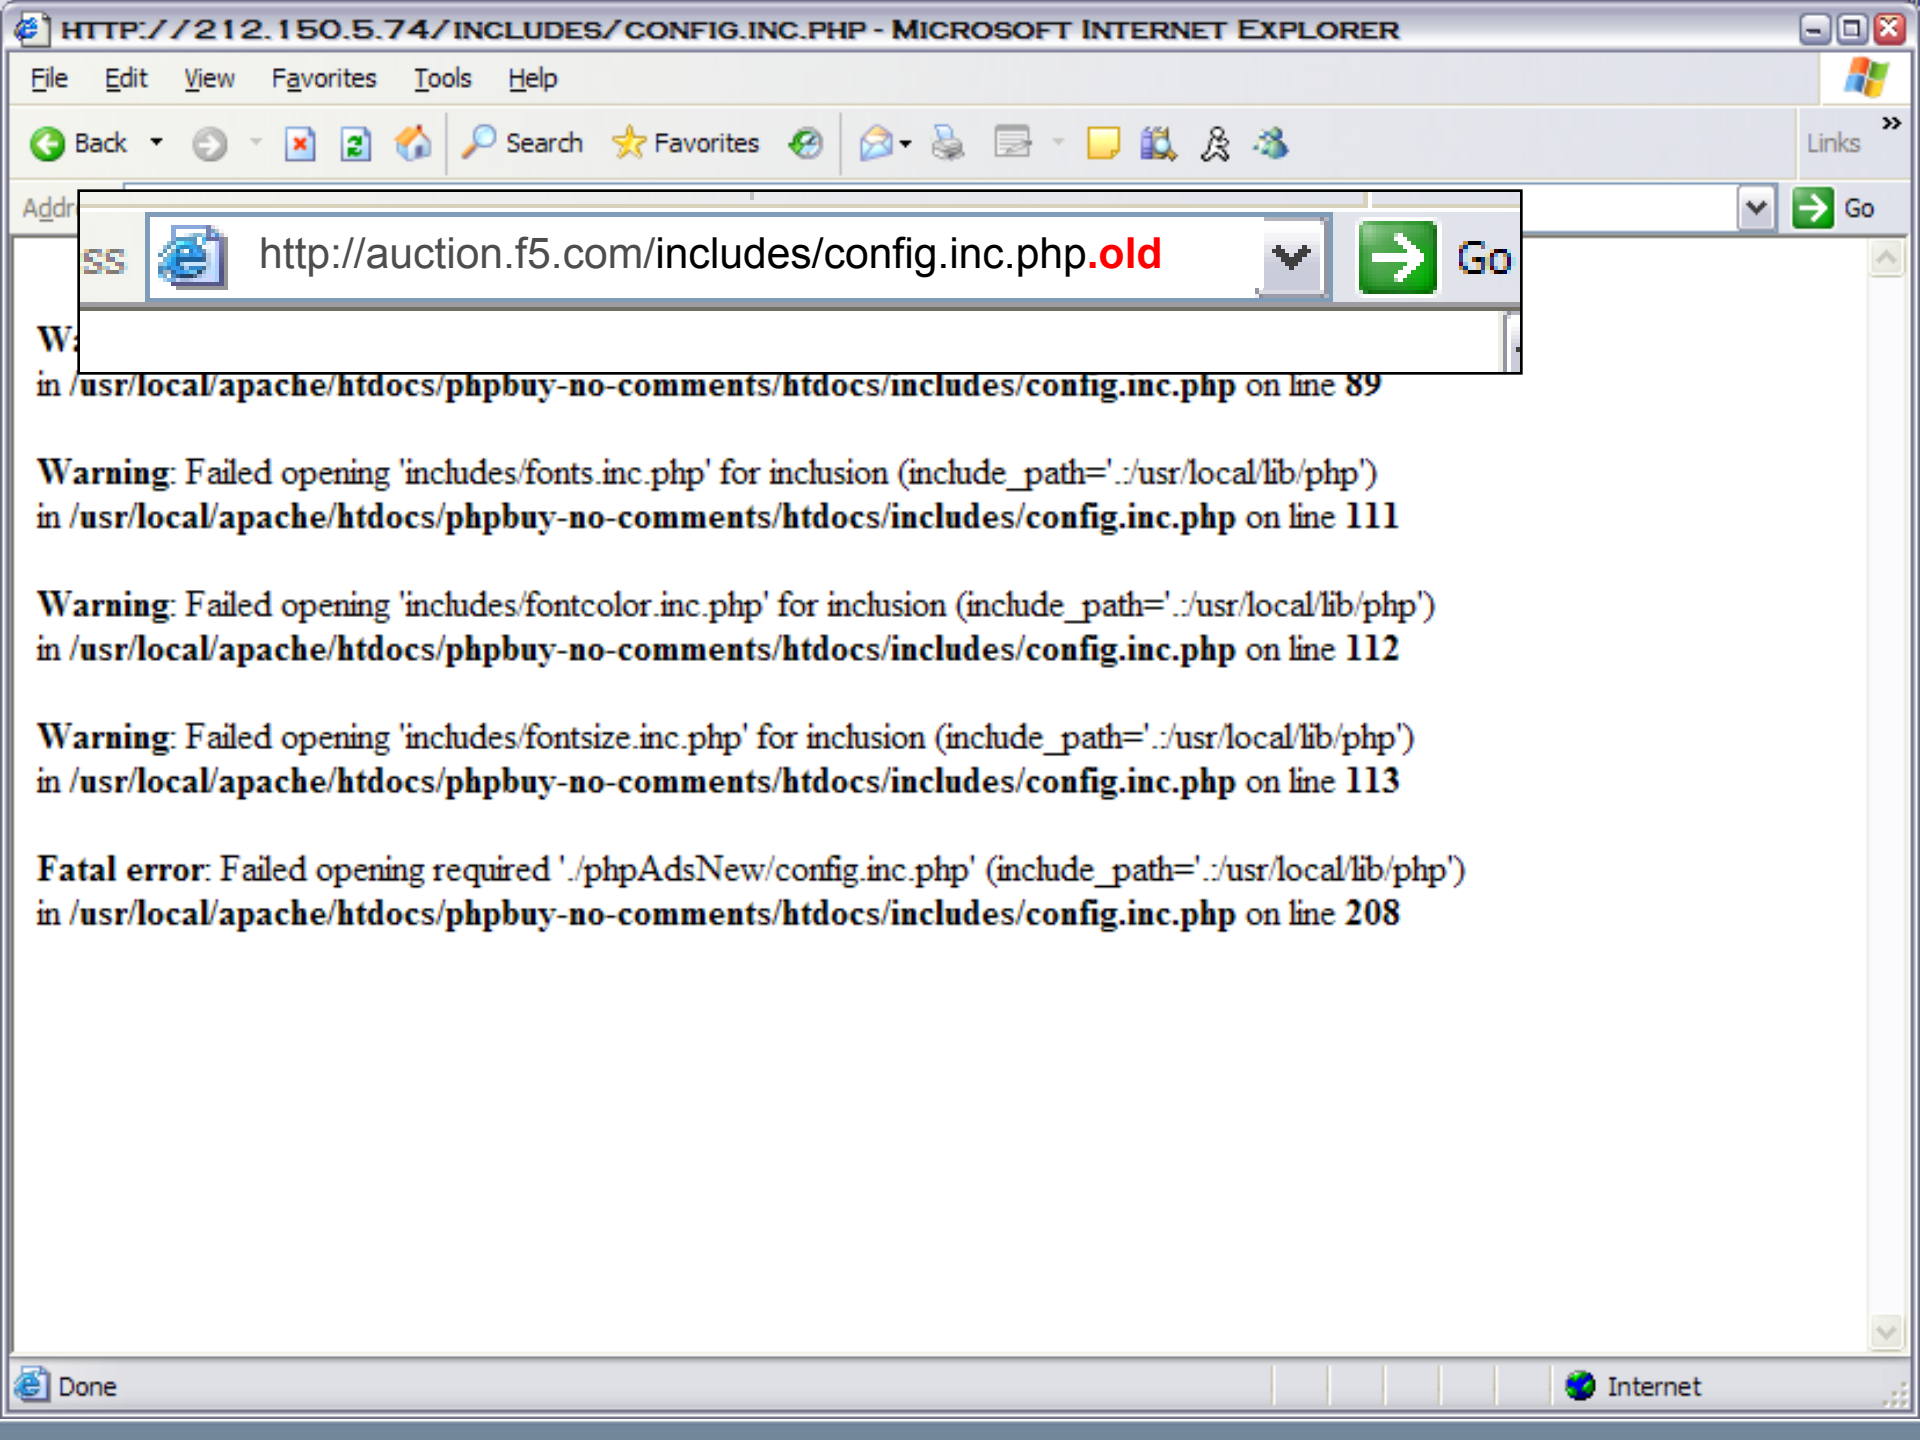 HTTP://212.150.5.74/INCLUDES/CONFIG.INC.PHP - MICROSOFT INTERNET EXPLORER
File Edit View Favorites Tools Help
Back Search Favorites Links »
Go
ss http://auction.f5.com/includes/config.inc.php.old Go
in /usr/local/apache/htdocs/phpbuy-no-comments/htdocs/includes/config.inc.php on line 89
Warning: Failed opening 'includes/fonts.inc.php' for inclusion (include_path='.:/usr/local/lib/php')
in /usr/local/apache/htdocs/phpbuy-no-comments/htdocs/includes/config.inc.php on line 111
Warning: Failed opening 'includes/fontcolor.inc.php' for inclusion (include_path='.:/usr/local/lib/php')
in /usr/local/apache/htdocs/phpbuy-no-comments/htdocs/includes/config.inc.php on line 112
Warning: Failed opening 'includes/fontsize.inc.php' for inclusion (include_path='.:/usr/local/lib/php')
in /usr/local/apache/htdocs/phpbuy-no-comments/htdocs/includes/config.inc.php on line 113
Fatal error: Failed opening required './phpAdsNew/config.inc.php' (include_path='.:/usr/local/lib/php')
in /usr/local/apache/htdocs/phpbuy-no-comments/htdocs/includes/config.inc.php on line 208
Done Internet